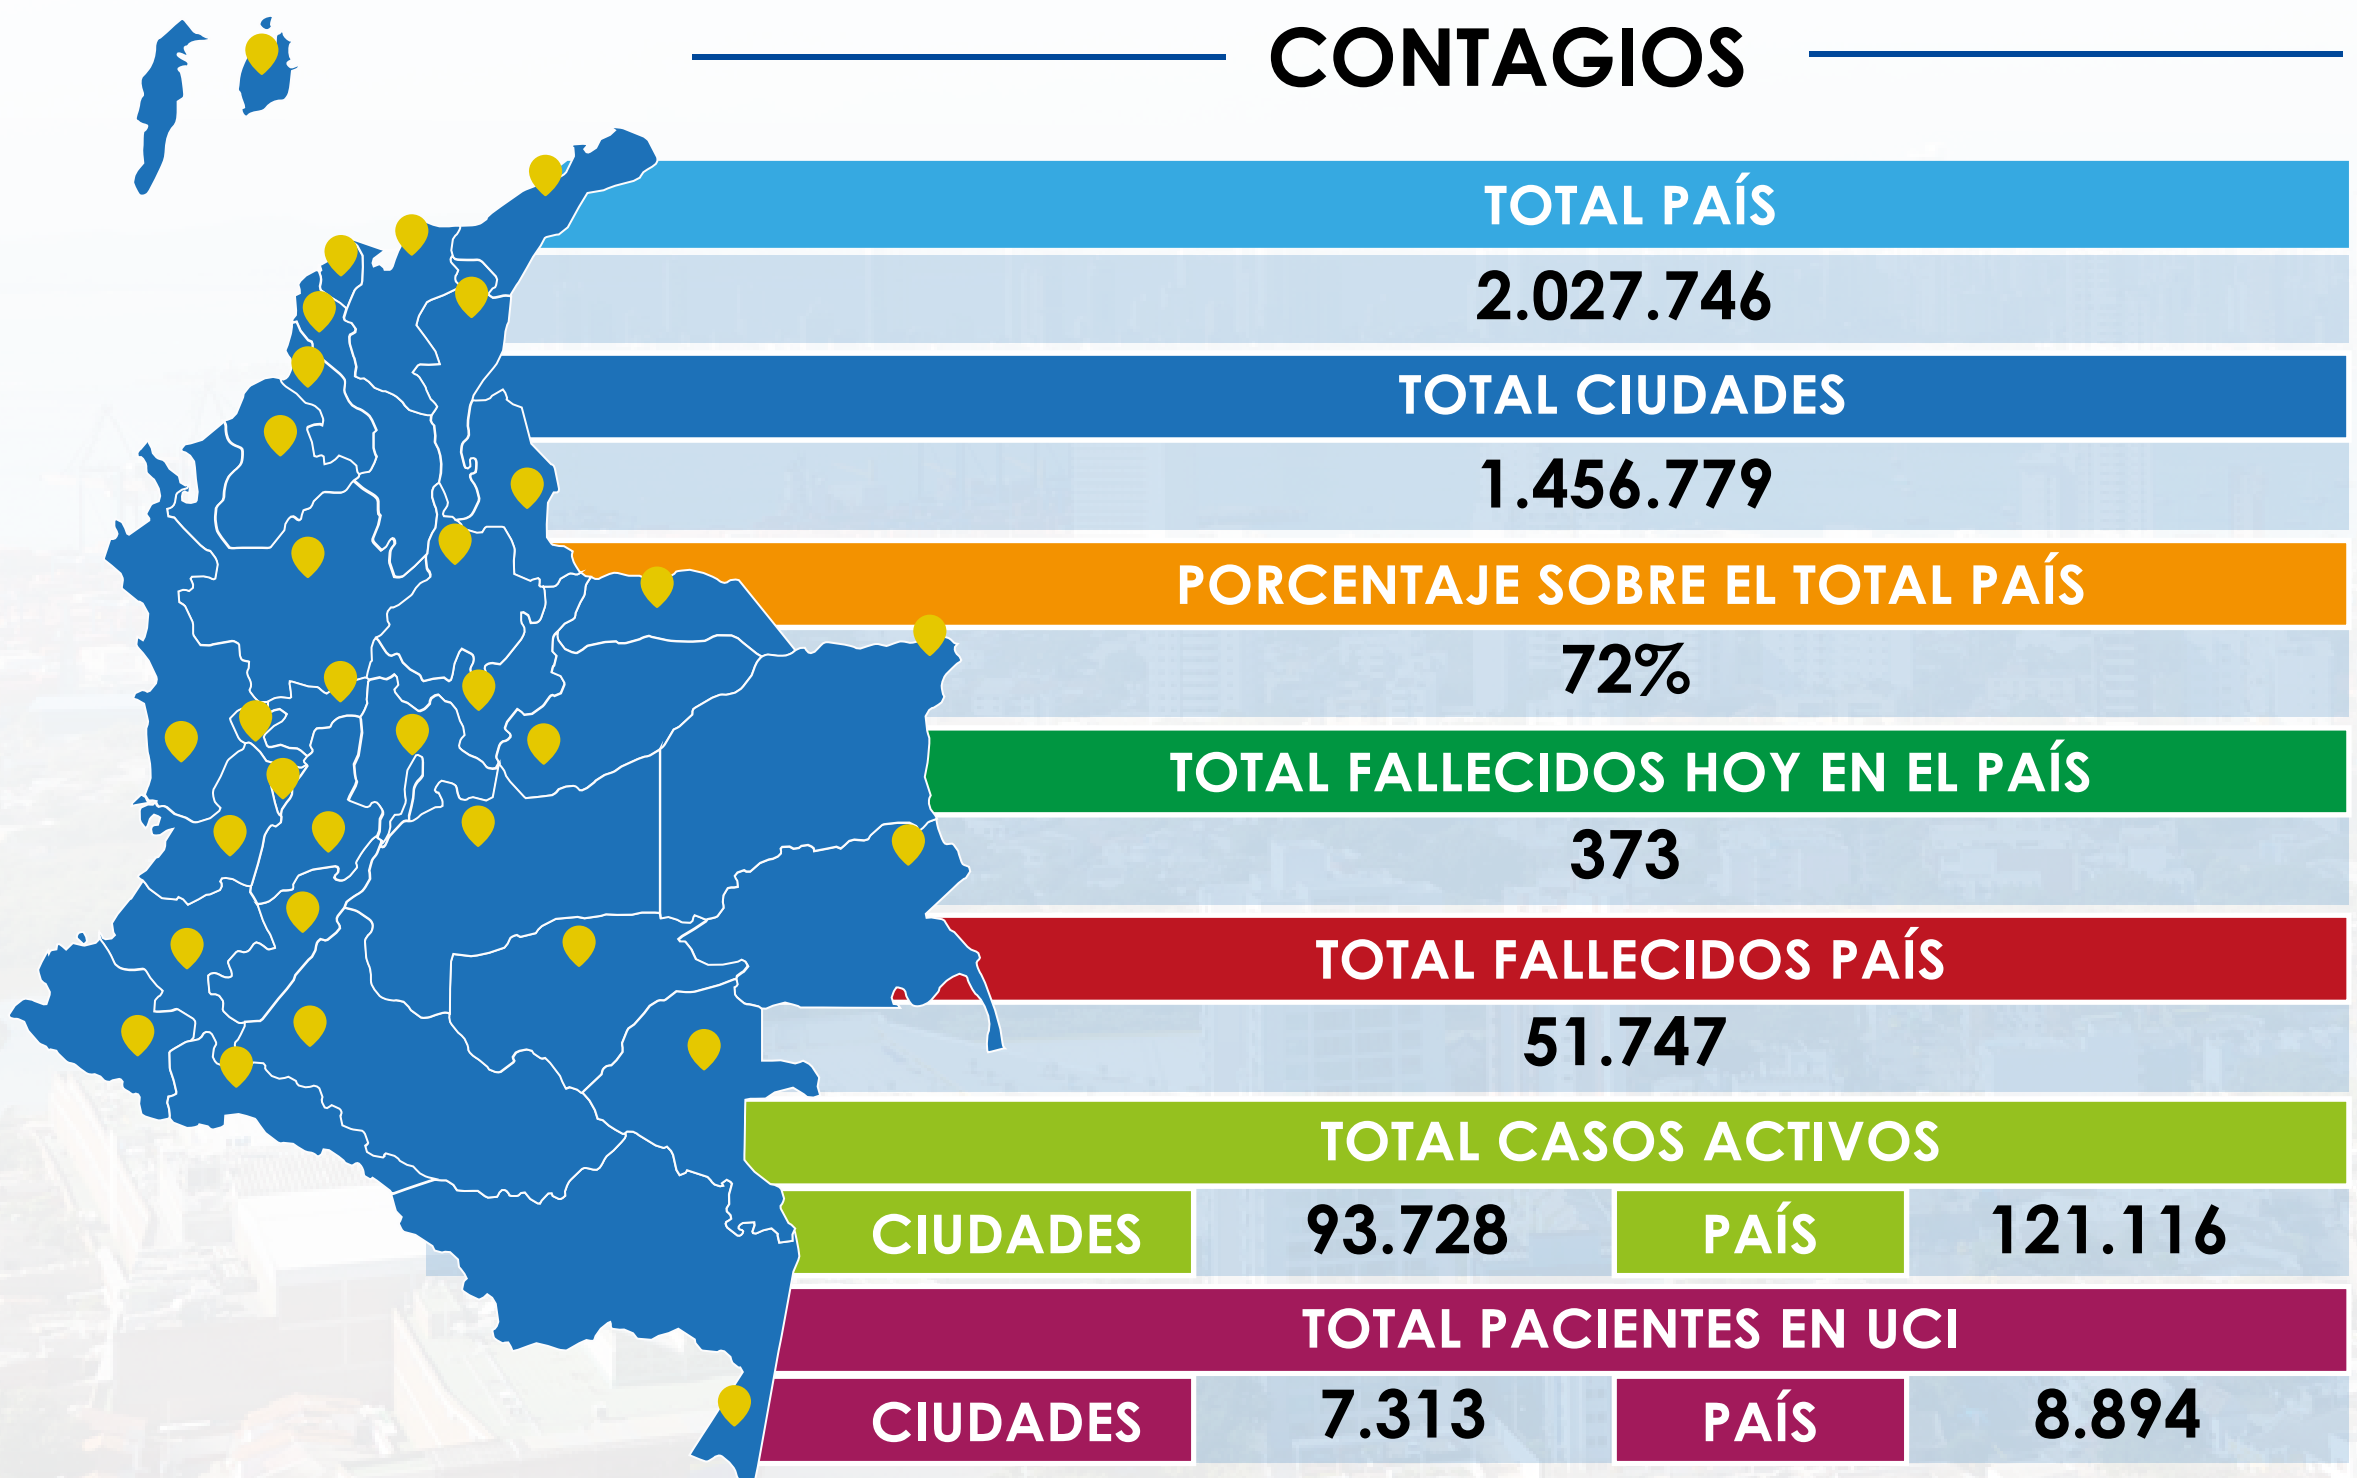 CONTAGIOS
TOTAL PAÍS
2.027.746
TOTAL CIUDADES
1.456.779
PORCENTAJE SOBRE EL TOTAL PAÍS
72%
TOTAL FALLECIDOS HOY EN EL PAÍS
373
TOTAL FALLECIDOS PAÍS
51.747
TOTAL CASOS ACTIVOS
CIUDADES 93.728 PAÍS 121.116
TOTAL PACIENTES EN UCI
CIUDADES 7.313 PAÍS 8.894